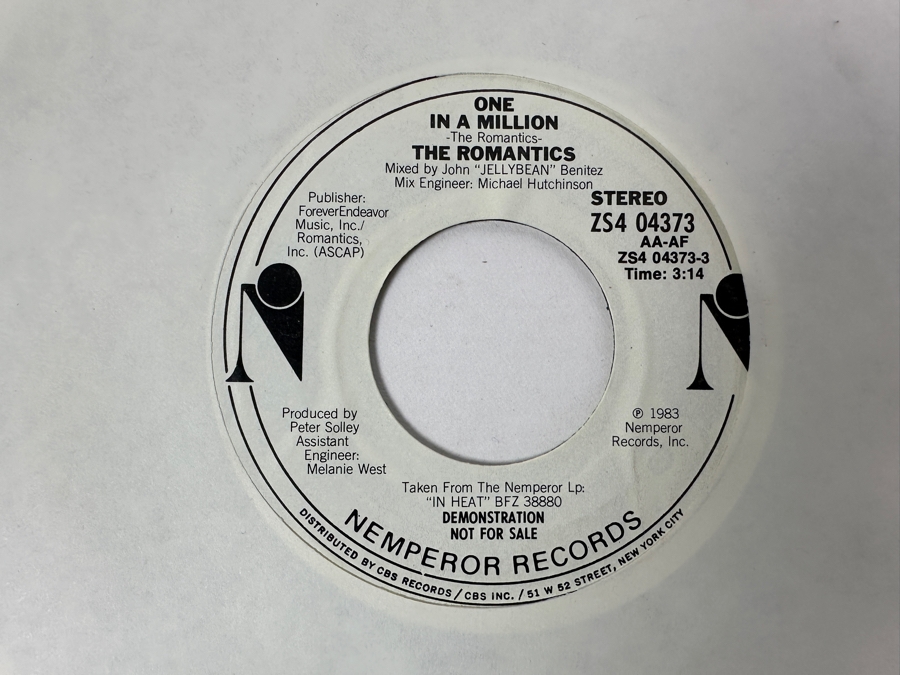 ONE
IN A MILLION
-The Romantics-
THE ROMANTICS
Mixed by John "JELLYBEAN" Benitez
Mix Engineer: Michael Hutchinson
Publisher:
ForeverEndeavor
Music, Inc./
Romantics,
Inc. (ASCAP)
STEREO
ZS4 04373
AA-AF
ZS4 04373-3
Time: 3:14
Produced by
Peter Solley
Assistant
Engineer:
Melanie West
℗ 1983
Nemperor
Records, Inc.
Taken From The Nemperor Lp:
"IN HEAT" BFZ 38880
DEMONSTRATION
NOT FOR SALE
NEMPEROR RECORDS
DISTRIBUTED BY CBS RECORDS / CBS INC. / 51 W 52 STREET, NEW YORK CITY